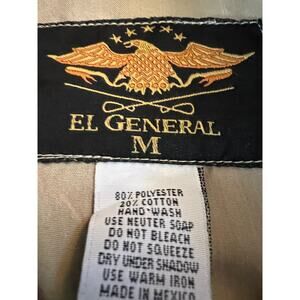 EL GENERAL
M
80% POLYESTER
20% COTTON
HAND-WASH
USE NEUTER SOAP
DO NOT BLEACH
DO NOT SQUEEZE
DRY UNDER SHADOW
USE WARM IRON
MADE IN MEXICO